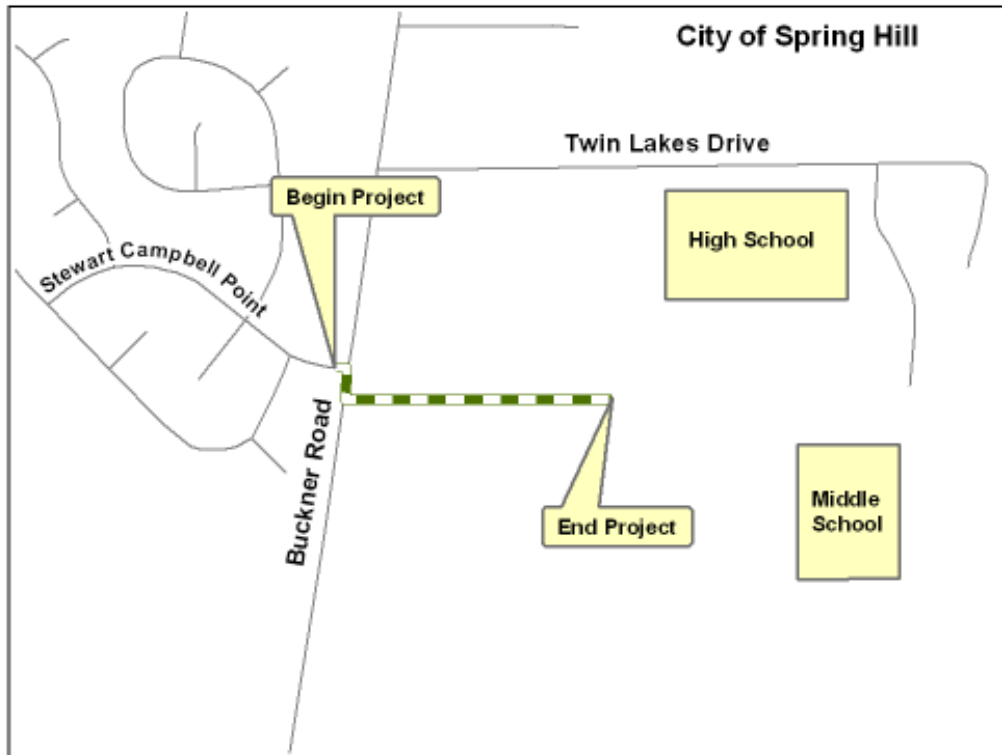 City of Spring Hill
Twin Lakes Drive
Begin Project
High School
Stewart Campbell Point
Buckner Road
Middle
School
End Project